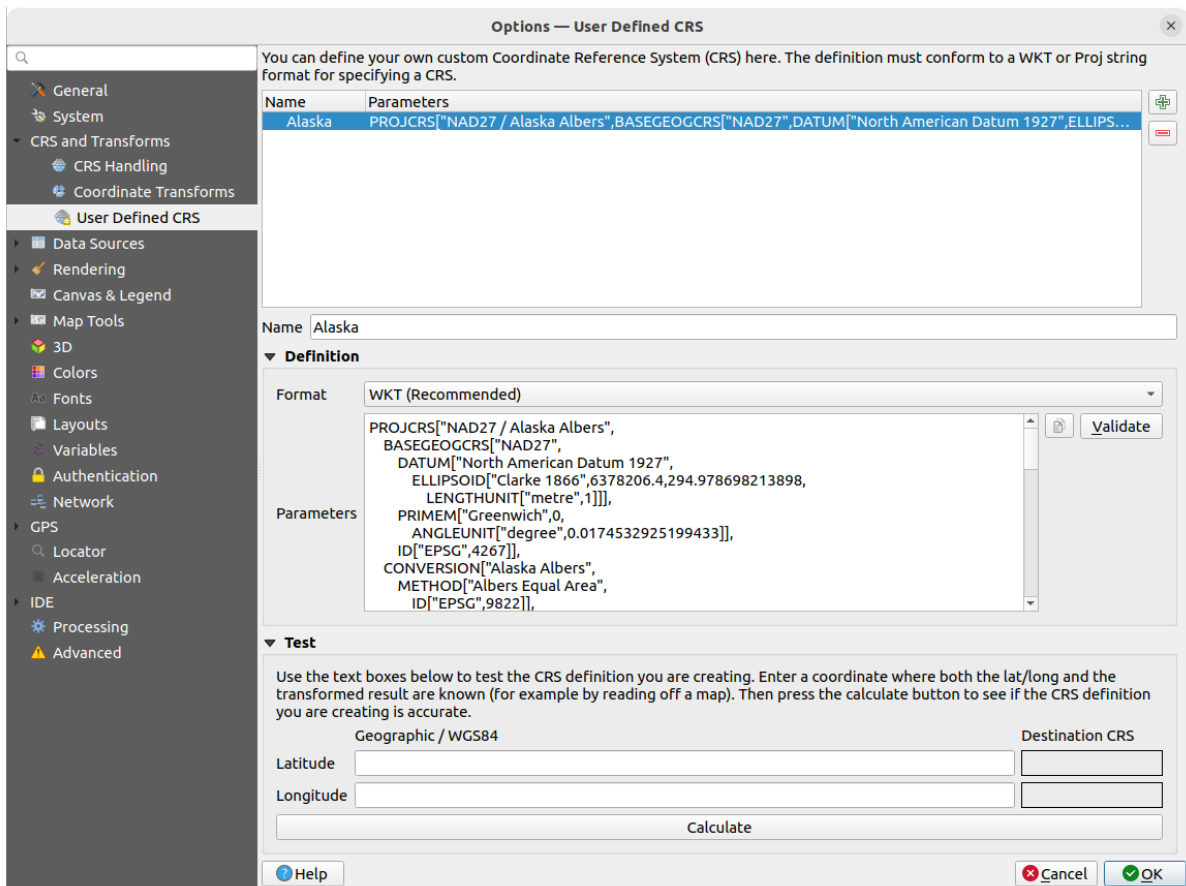 Options — User Defined CRS
General
System
CRS and Transforms
CRS Handling
Coordinate Transforms
User Defined CRS
Data Sources
Rendering
Canvas & Legend
Map Tools
3D
Colors
Aa Fonts
Layouts
Variables
Authentication
Network
GPS
Locator
Acceleration
IDE
Processing
Advanced
You can define your own custom Coordinate Reference System (CRS) here. The definition must conform to a WKT or Proj string
format for specifying a CRS.
Name Parameters
Alaska PROJCRS["NAD27 / Alaska Albers",BASEGEOGCRS["NAD27",DATUM["North American Datum 1927",ELLIPS...
Name Alaska
Definition
Format WKT (Recommended)
Parameters
PROJCRS["NAD27 / Alaska Albers",
BASEGEOGCRS["NAD27",
DATUM["North American Datum 1927",
ELLIPSOID["Clarke 1866",6378206.4,294.978698213898,
LENGTHUNIT["metre",1]]],
PRIMEM["Greenwich",0,
ANGLEUNIT["degree",0.0174532925199433]],
ID["EPSG",4267]],
CONVERSION["Alaska Albers",
METHOD["Albers Equal Area",
ID["EPSG",9822]],
Validate
Test
Use the text boxes below to test the CRS definition you are creating. Enter a coordinate where both the lat/long and the
transformed result are known (for example by reading off a map). Then press the calculate button to see if the CRS definition
you are creating is accurate.
Geographic / WGS84 Destination CRS
Latitude
Longitude
Calculate
Help Cancel OK